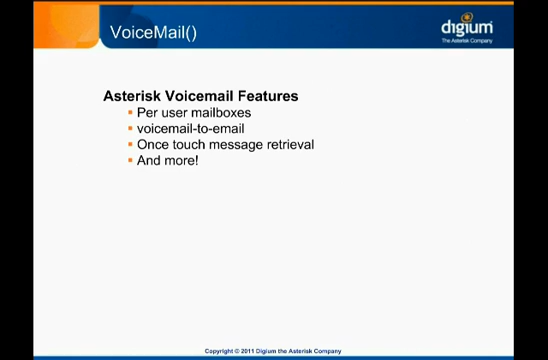 VoiceMail()
digium
The Asterisk Company
Asterisk Voicemail Features
Per user mailboxes
voicemail-to-email
Once touch message retrieval
And more!
Copyright © 2011 Digium the Asterisk Company